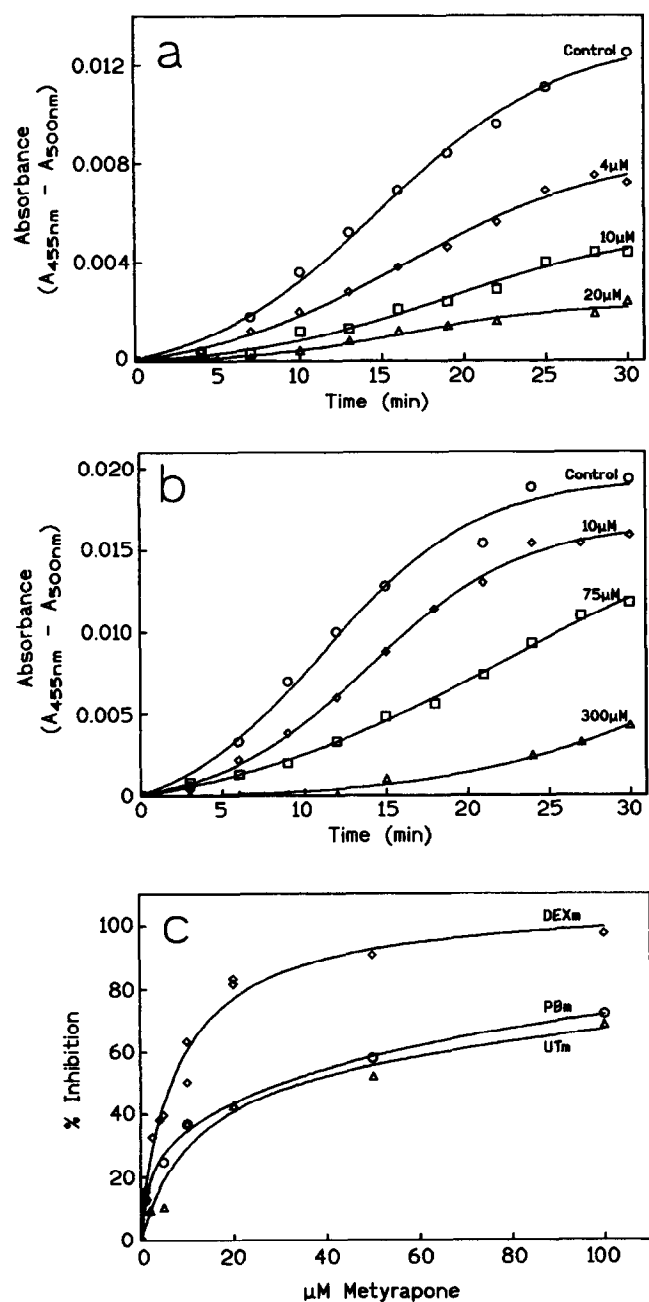 a
Absorbance
(A455nm - A500nm)
0.012
0.008
0.004
0
Control
4µM
10µM
20µM
0 5 10 15 20 25 30
Time (min)
b
Absorbance
(A455nm - A500nm)
0.020
0.015
0.010
0.005
0
Control
10µM
75µM
300µM
0 5 10 15 20 25 30
Time (min)
c
% Inhibition
100
80
60
40
20
0
DEXm
PBm
UTm
0 20 40 60 80 100
µM Metyrapone